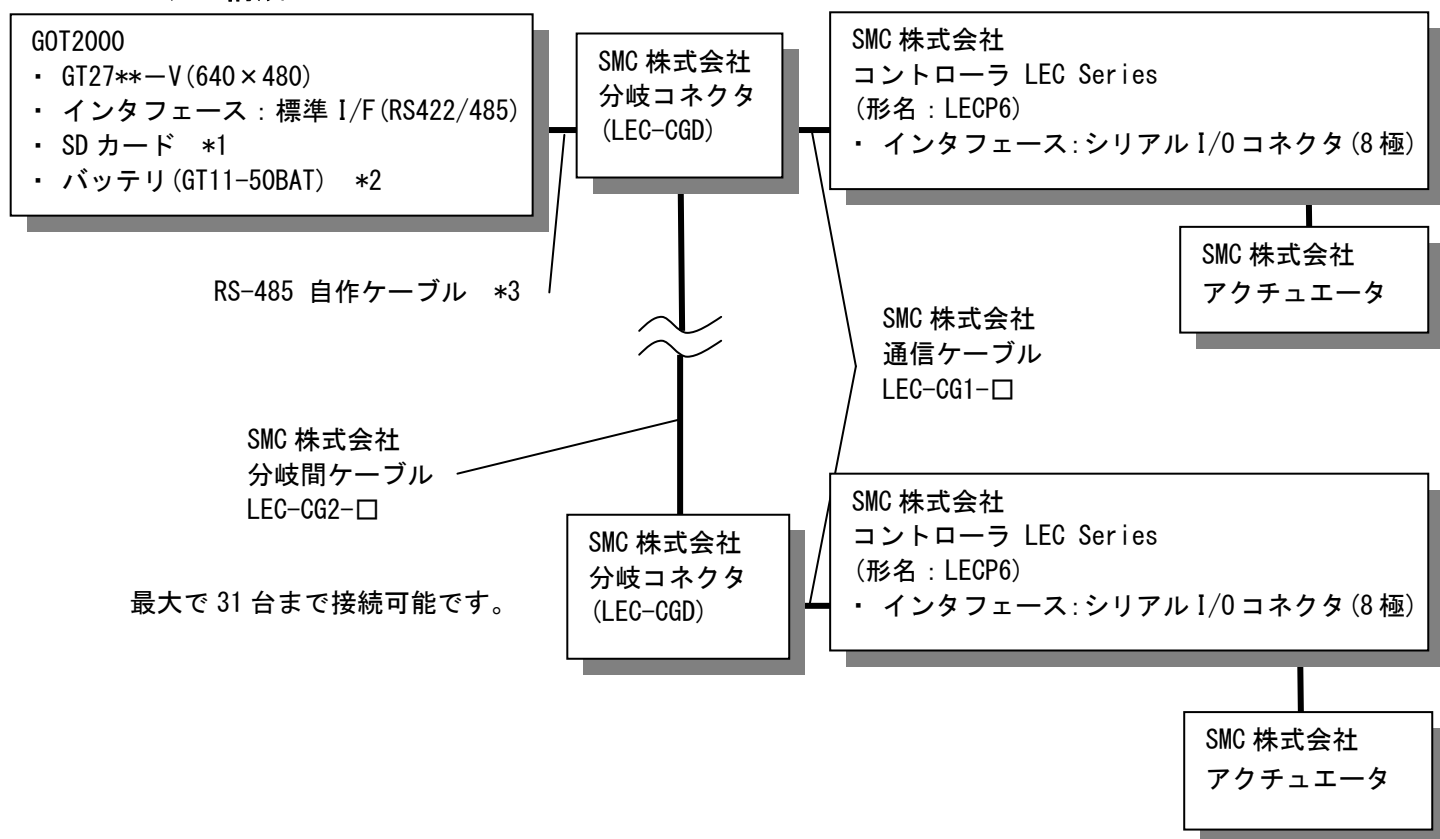 GOT2000
・ GT27**－V(640×480)
・ インタフェース：標準 I/F(RS422/485)
・ SD カード *1
・ バッテリ(GT11-50BAT) *2
SMC 株式会社
分岐コネクタ
(LEC-CGD)
SMC 株式会社
コントローラ LEC Series
(形名：LECP6)
・ インタフェース:シリアル I/O コネクタ(8 極)
SMC 株式会社
アクチュエータ
RS-485 自作ケーブル *3
SMC 株式会社
通信ケーブル
LEC-CG1-□
SMC 株式会社
分岐間ケーブル
LEC-CG2-□
最大で 31 台まで接続可能です。
SMC 株式会社
分岐コネクタ
(LEC-CGD)
SMC 株式会社
コントローラ LEC Series
(形名：LECP6)
・ インタフェース:シリアル I/O コネクタ(8 極)
SMC 株式会社
アクチュエータ